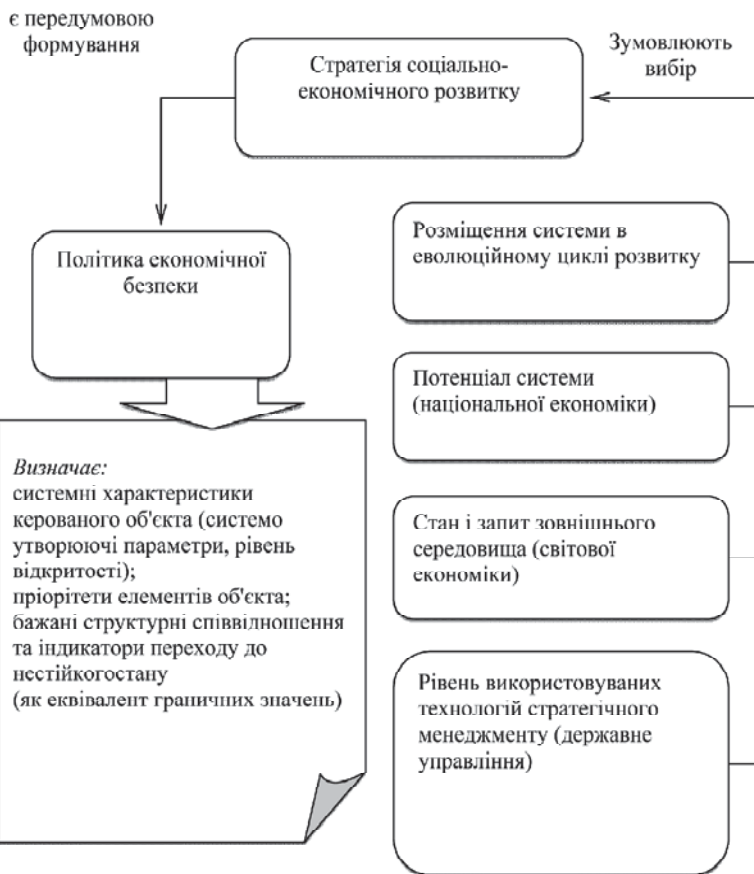 є передумовою
формування
Стратегія соціально-
економічного розвитку
Зумовлюють
вибір
Політика економічної
безпеки
Розміщення системи в
еволюційному циклі розвитку
Потенціал системи
(національної економіки)
Визначає:
системні характеристики
керованого об'єкта (системо
утворюючі параметри, рівень
відкритості);
пріорітети елементів об'єкта;
бажані структурні співвідношення
та індикатори переходу до
нестійкогостану
(як еквівалент граничних значень)
Стан і запит зовнішнього
середовища (світової
економіки)
Рівень використовуваних
технологій стратегічного
менеджменту (державне
управління)